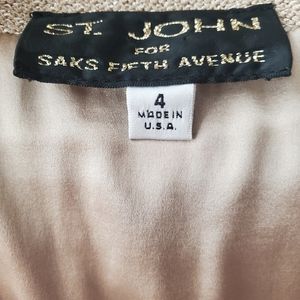 ST. JOHN
FOR
SAKS FIFTH AVENUE
4
MADE IN
U.S.A.